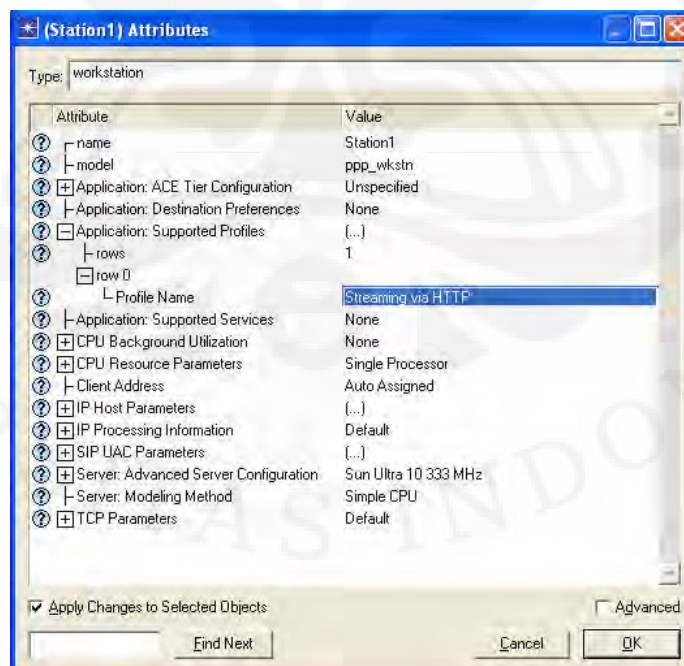 (Station1) Attributes
Type: workstation
Attribute Value
name Station1
model ppp_wkstn
Application: ACE Tier Configuration Unspecified
Application: Destination Preferences None
Application: Supported Profiles (...)
rows 1
row 0
Profile Name Streaming via HTTP
Application: Supported Services None
CPU Background Utilization None
CPU Resource Parameters Single Processor
Client Address Auto Assigned
IP Host Parameters (...)
IP Processing Information Default
SIP UAC Parameters (...)
Server: Advanced Server Configuration Sun Ultra 10 333 MHz
Server: Modeling Method Simple CPU
TCP Parameters Default
Apply Changes to Selected Objects Advanced
Find Next Cancel OK